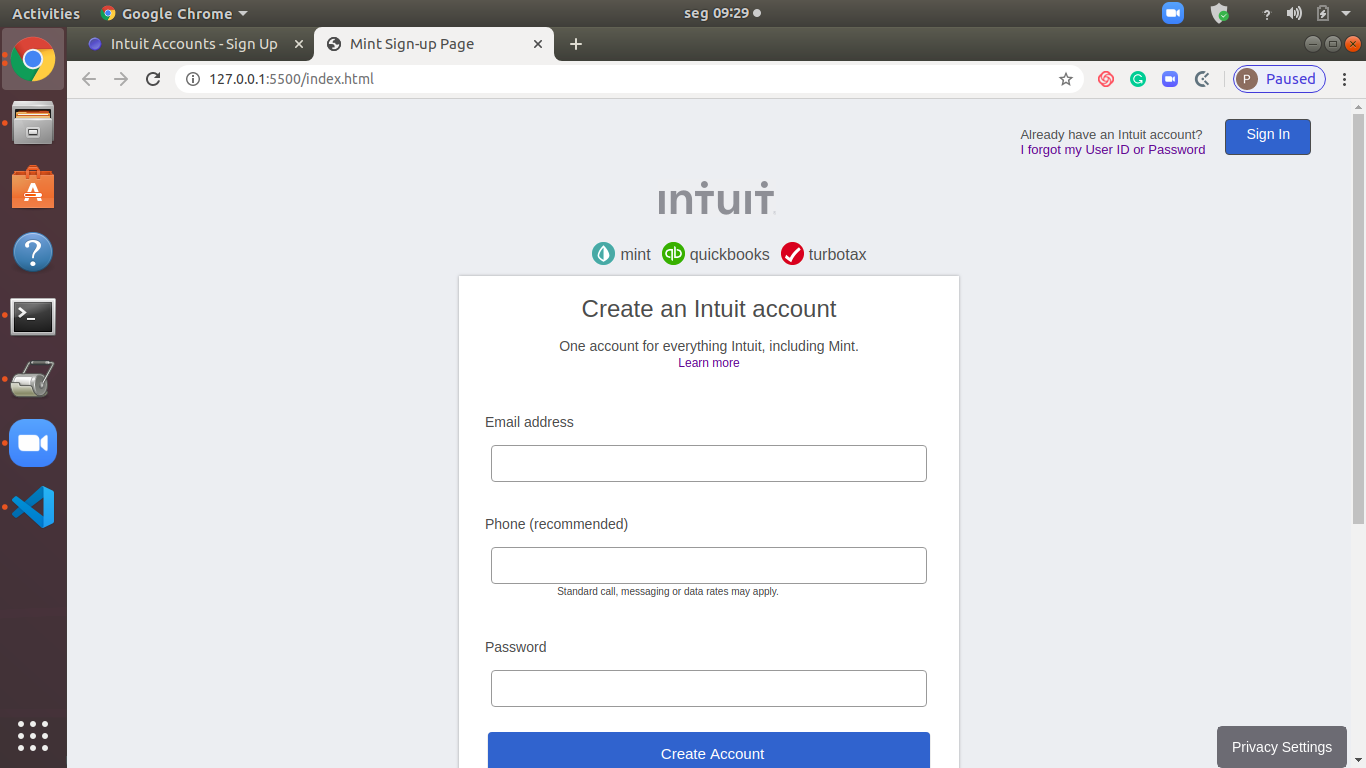 Activities
Google Chrome
seg 09:29
Intuit Accounts - Sign Up
Mint Sign-up Page
127.0.0.1:5500/index.html
P
Paused
Already have an Intuit account?
I forgot my User ID or Password
Sign In
intuit
mint
qb
quickbooks
turbotax
Create an Intuit account
One account for everything Intuit, including Mint.
Learn more
Email address
Phone (recommended)
Standard call, messaging or data rates may apply.
Password
Create Account
Privacy Settings